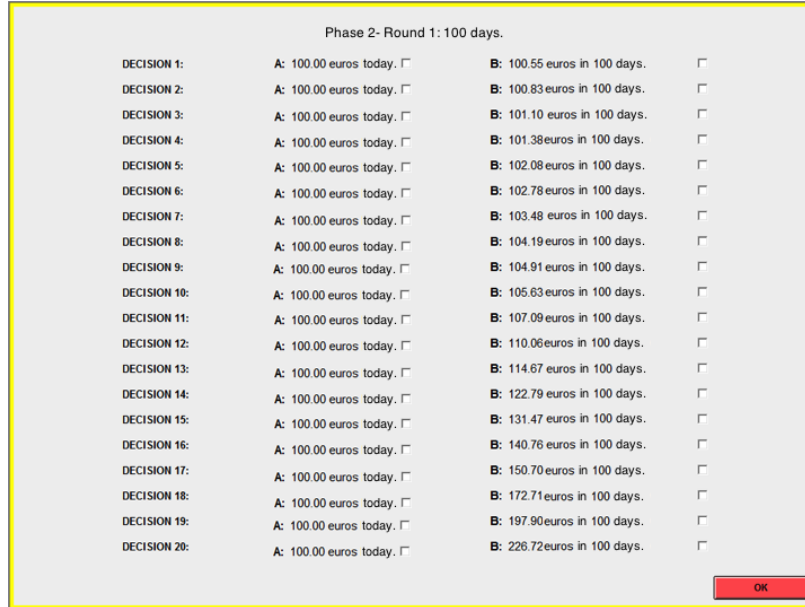 Phase 2- Round 1: 100 days.
DECISION 1: A: 100.00 euros today. B: 100.55 euros in 100 days.
DECISION 2: A: 100.00 euros today. B: 100.83 euros in 100 days.
DECISION 3: A: 100.00 euros today. B: 101.10 euros in 100 days.
DECISION 4: A: 100.00 euros today. B: 101.38euros in 100 days.
DECISION 5: A: 100.00 euros today. B: 102.08 euros in 100 days.
DECISION 6: A: 100.00 euros today. B: 102.78 euros in 100 days.
DECISION 7: A: 100.00 euros today. B: 103.48 euros in 100 days.
DECISION 8: A: 100.00 euros today. B: 104.19 euros in 100 days.
DECISION 9: A: 100.00 euros today. B: 104.91 euros in 100 days.
DECISION 10: A: 100.00 euros today. B: 105.63 euros in 100 days.
DECISION 11: A: 100.00 euros today. B: 107.09 euros in 100 days.
DECISION 12: A: 100.00 euros today. B: 110.06euros in 100 days.
DECISION 13: A: 100.00 euros today. B: 114.67 euros in 100 days.
DECISION 14: A: 100.00 euros today. B: 122.79 euros in 100 days.
DECISION 15: A: 100.00 euros today. B: 131.47 euros in 100 days.
DECISION 16: A: 100.00 euros today. B: 140.76 euros in 100 days.
DECISION 17: A: 100.00 euros today. B: 150.70 euros in 100 days.
DECISION 18: A: 100.00 euros today. B: 172.71euros in 100 days.
DECISION 19: A: 100.00 euros today. B: 197.90euros in 100 days.
DECISION 20: A: 100.00 euros today. B: 226.72euros in 100 days.
OK